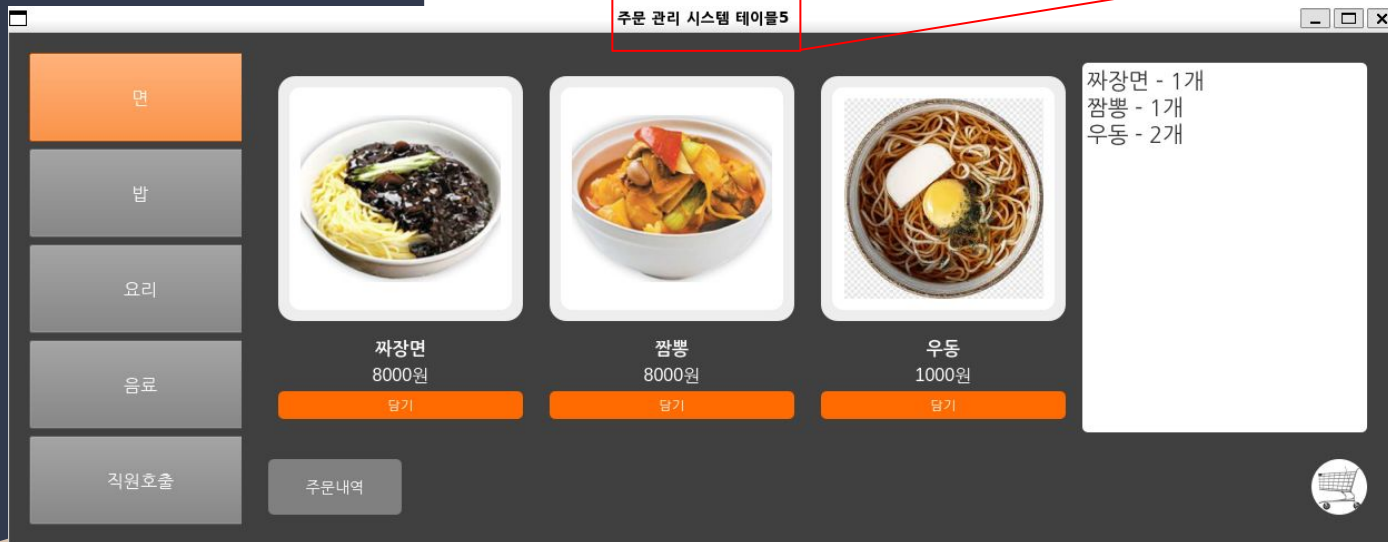 주문 관리 시스템 테이블5
면
밥
요리
음료
직원호출
짜장면
8000원
담기
짬뽕
8000원
담기
우동
1000원
담기
주문내역
짜장면 - 1개
짬뽕 - 1개
우동 - 2개